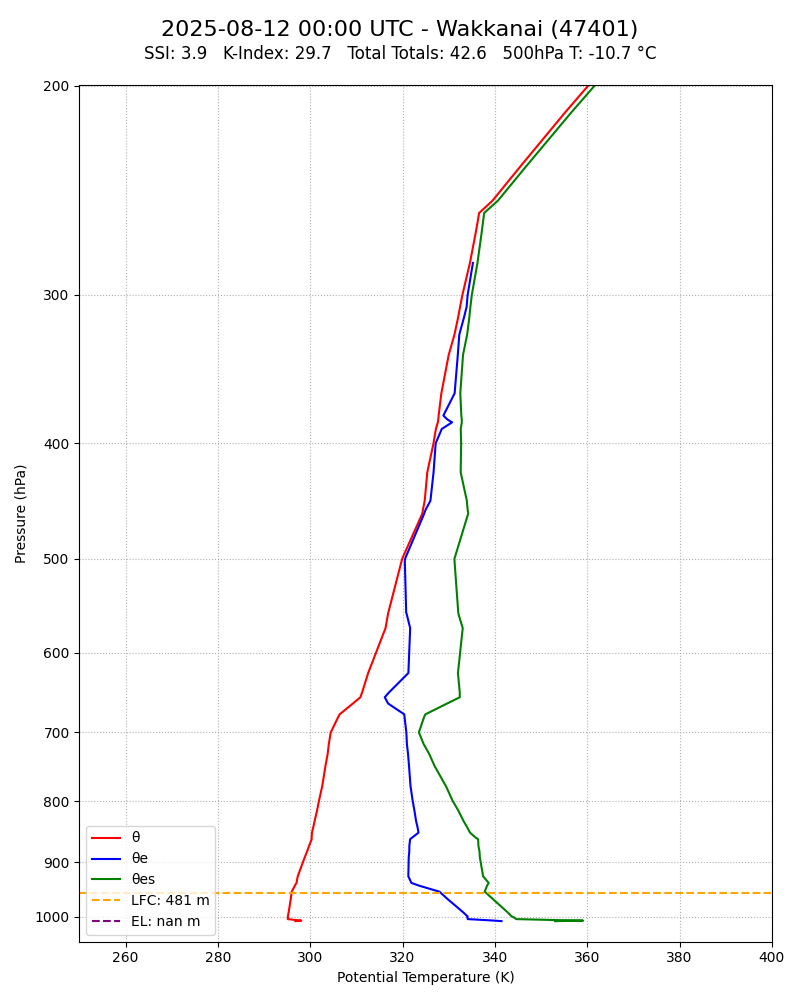 2025-08-12 00:00 UTC - Wakkanai (47401)
SSI: 3.9   K-Index: 29.7   Total Totals: 42.6   500hPa T: -10.7 °C
200
300
400
500
600
700
800
900
1000
Pressure (hPa)
θ
θe
θes
LFC: 481 m
EL: nan m
260 280 300 320 340 360 380 400
Potential Temperature (K)